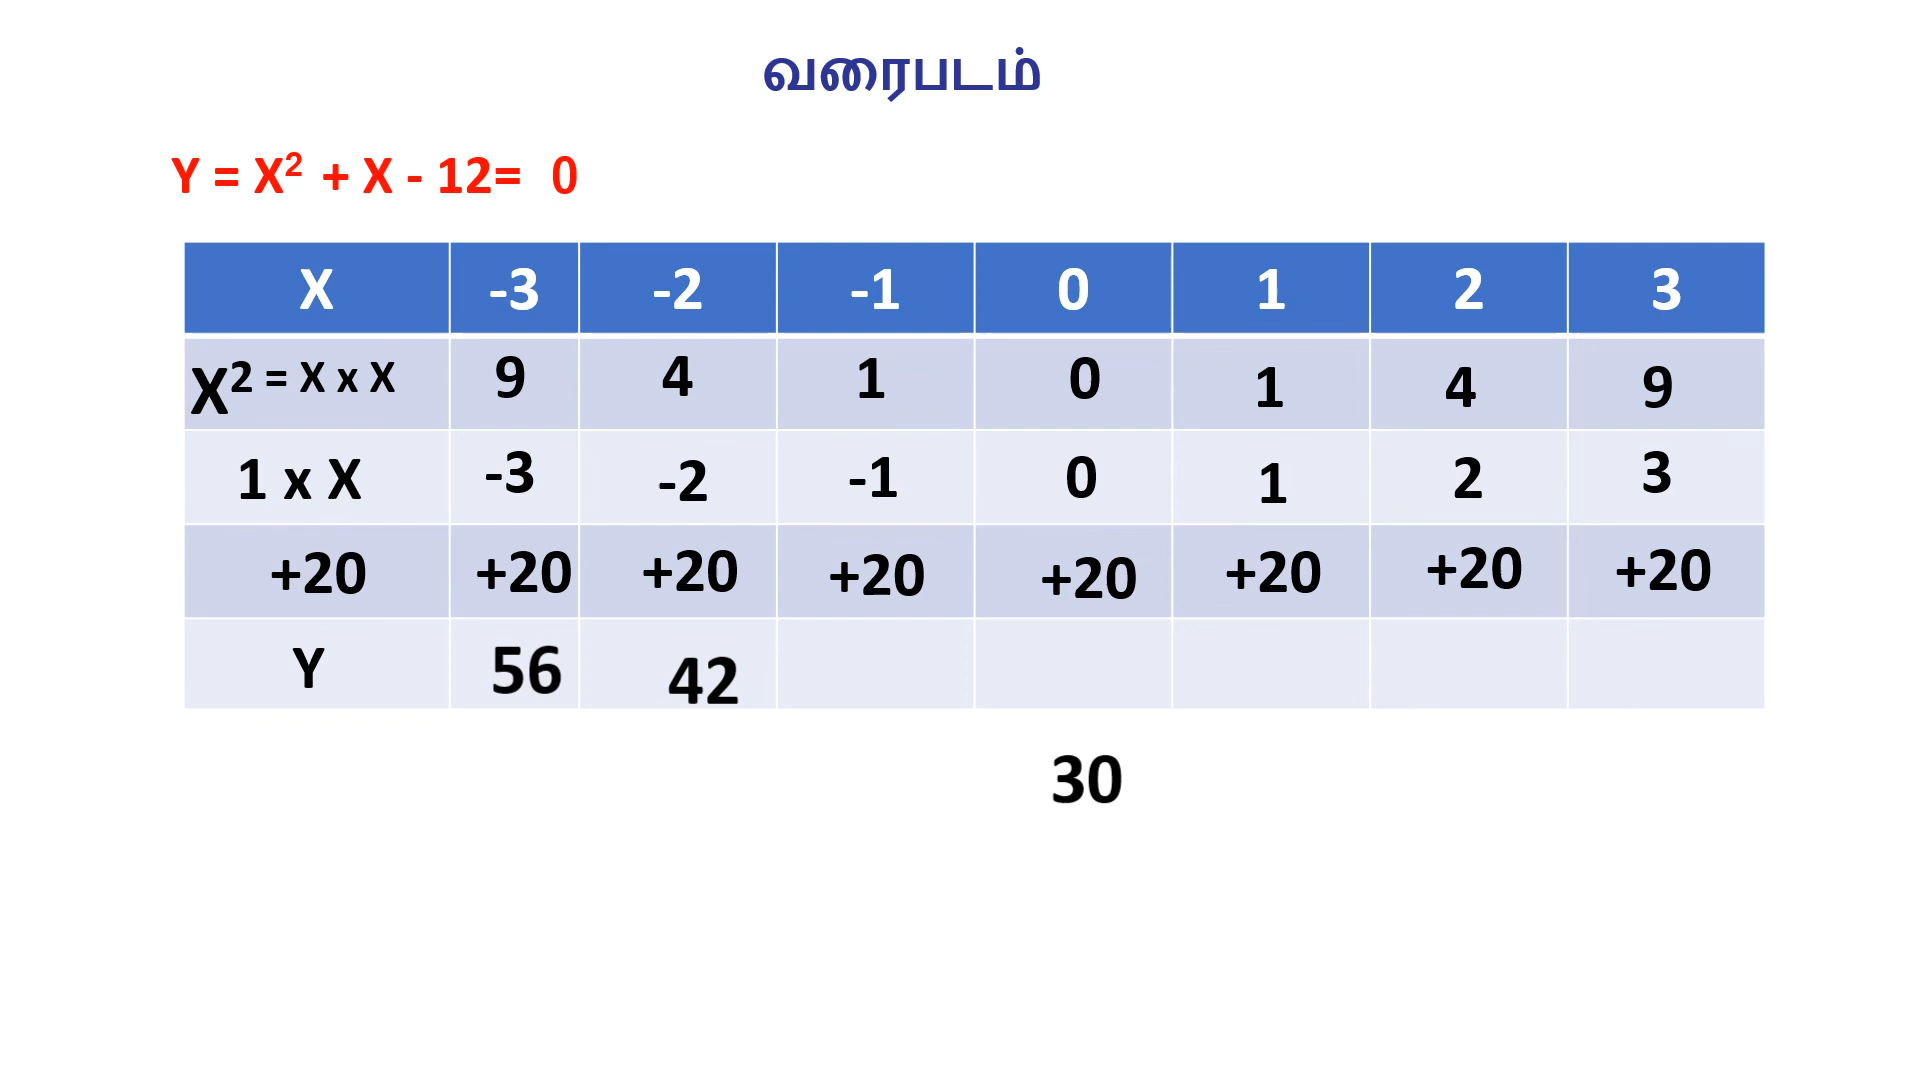 வரைபடம்
Y = X² + X - 12= 0
X -3 -2 -1 0 1 2 3
X² = X x X 9 4 1 0 1 4 9
1 x X -3 -2 -1 0 1 2 3
+20 +20 +20 +20 +20 +20 +20 +20
Y 56 42
30